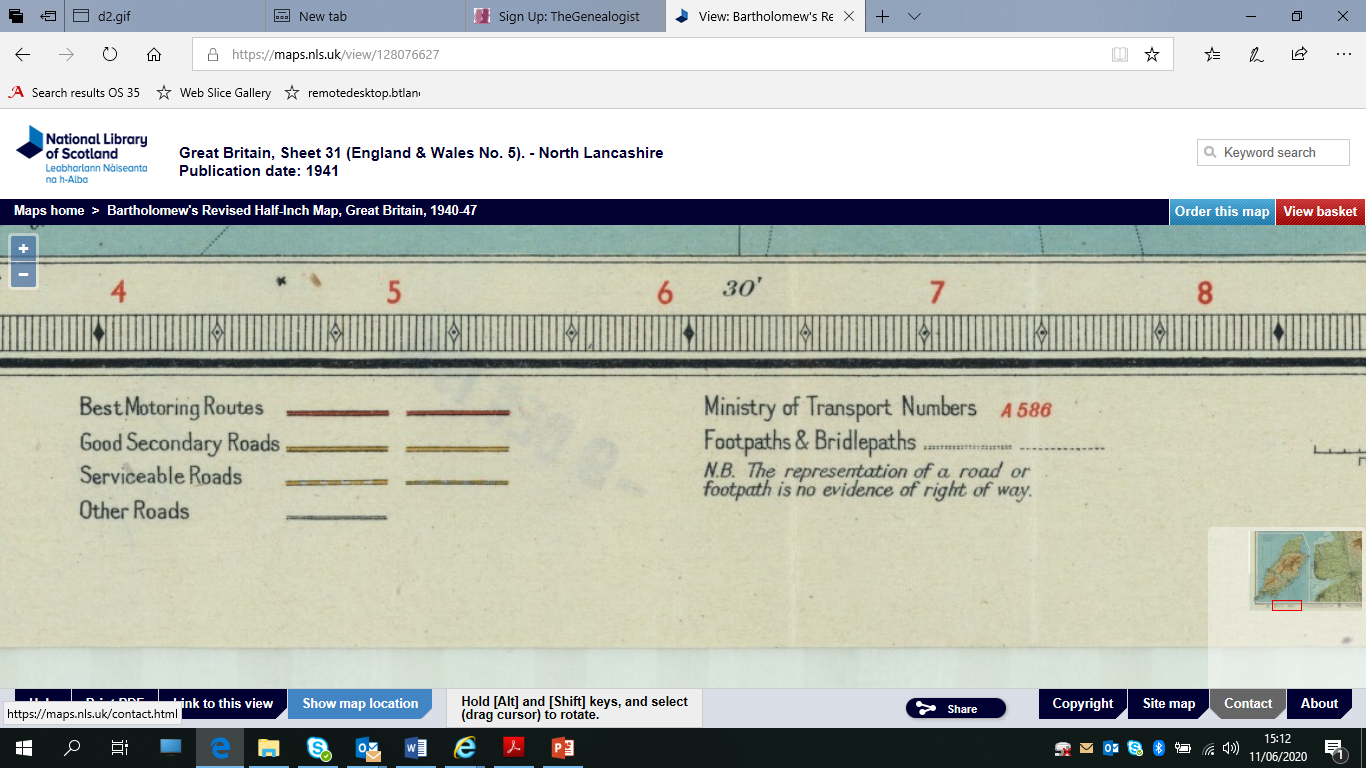 d2.gif
New tab
Sign Up: TheGenealogist
View: Bartholomew's Re
https://maps.nls.uk/view/128076627
Search results OS 35
Web Slice Gallery
remotedesktop.btland
National Library
of Scotland
Leabharlann Nàiseanta
na h-Alba
Great Britain, Sheet 31 (England & Wales No. 5). - North Lancashire
Publication date: 1941
Keyword search
Maps home > Bartholomew's Revised Half-Inch Map, Great Britain, 1940-47
Order this map
View basket
+
−
4 5 6 30' 7 8
Best Motoring Routes
Good Secondary Roads
Serviceable Roads
Other Roads
Ministry of Transport Numbers A 586
Footpaths & Bridlepaths
N.B. The representation of a road or
footpath is no evidence of right of way.
Link to this view
Show map location
Hold [Alt] and [Shift] keys, and select
(drag cursor) to rotate.
Share
Copyright
Site map
Contact
About
https://maps.nls.uk/contact.html
15:12
11/06/2020
1